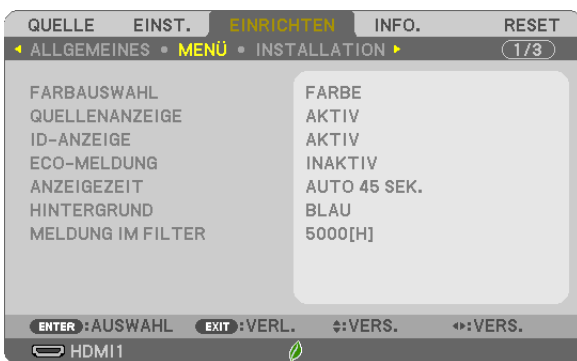 QUELLE EINST. EINRICHTEN INFO. RESET
ALLGEMEINES • MENÜ • INSTALLATION 1/3
FARBAUSWAHL FARBE
QUELLENANZEIGE AKTIV
ID-ANZEIGE AKTIV
ECO-MELDUNG INAKTIV
ANZEIGEZEIT AUTO 45 SEK.
HINTERGRUND BLAU
MELDUNG IM FILTER 5000[H]
ENTER :AUSWAHL EXIT :VERL. :VERS. :VERS.
HDMI1